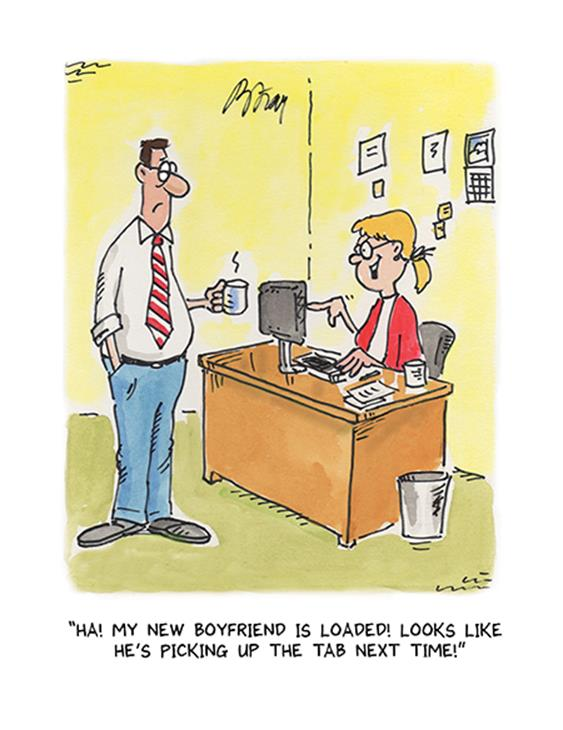 "HA! MY NEW BOYFRIEND IS LOADED! LOOKS LIKE
HE'S PICKING UP THE TAB NEXT TIME!"